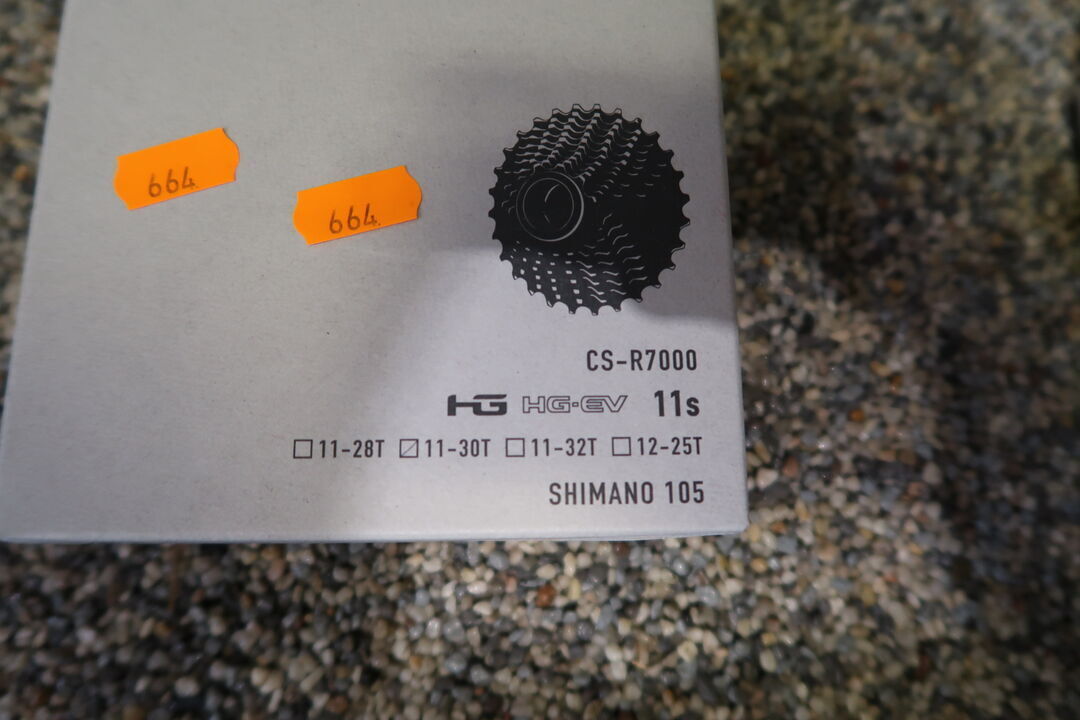 664.
664.
CS-R7000
HG HG-EV 11s
11-28T 11-30T 11-32T 12-25T
SHIMANO 105